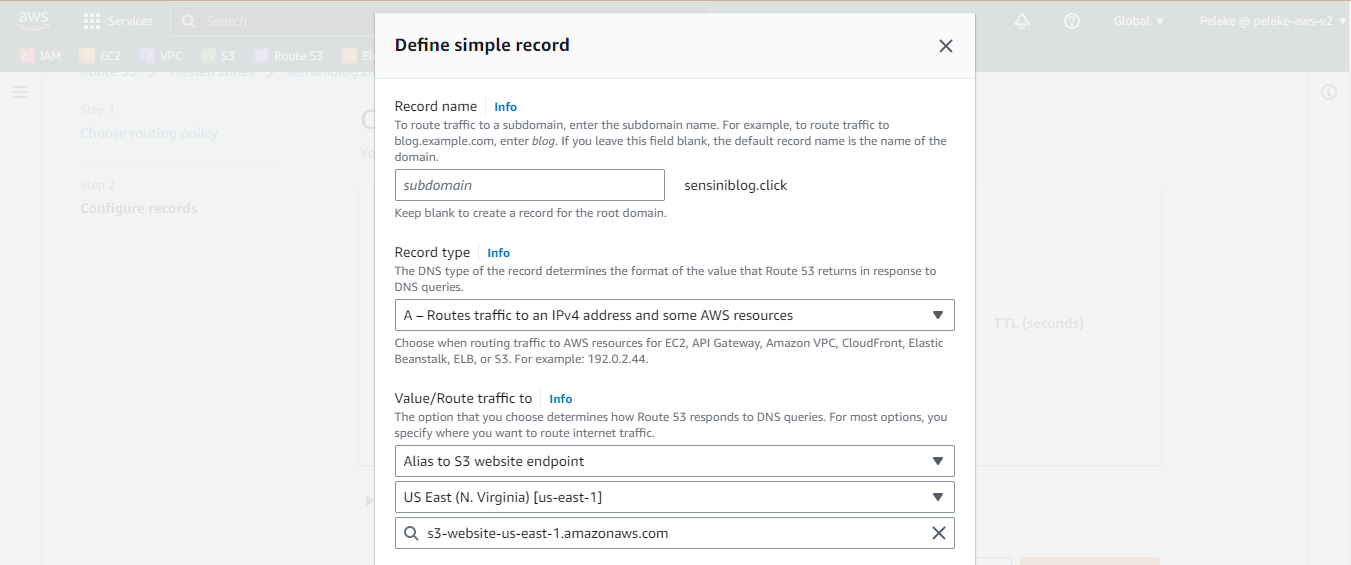 aws
Services
Search
Global
Peleke @ peleke-aws-v2
IAM
EC2
VPC
S3
Route 53
Route 53
Hosted zones
Step 1
Choose routing policy
Step 2
Configure records
Define simple record
Record name Info
To route traffic to a subdomain, enter the subdomain name. For example, to route traffic to
blog.example.com, enter blog. If you leave this field blank, the default record name is the name of the
domain.
subdomain sensiniblog.click
Keep blank to create a record for the root domain.
Record type Info
The DNS type of the record determines the format of the value that Route 53 returns in response to
DNS queries.
A – Routes traffic to an IPv4 address and some AWS resources
Choose when routing traffic to AWS resources for EC2, API Gateway, Amazon VPC, CloudFront, Elastic
Beanstalk, ELB, or S3. For example: 192.0.2.44.
Value/Route traffic to Info
The option that you choose determines how Route 53 responds to DNS queries. For most options, you
specify where you want to route internet traffic.
Alias to S3 website endpoint
US East (N. Virginia) [us-east-1]
s3-website-us-east-1.amazonaws.com
TTL (seconds)